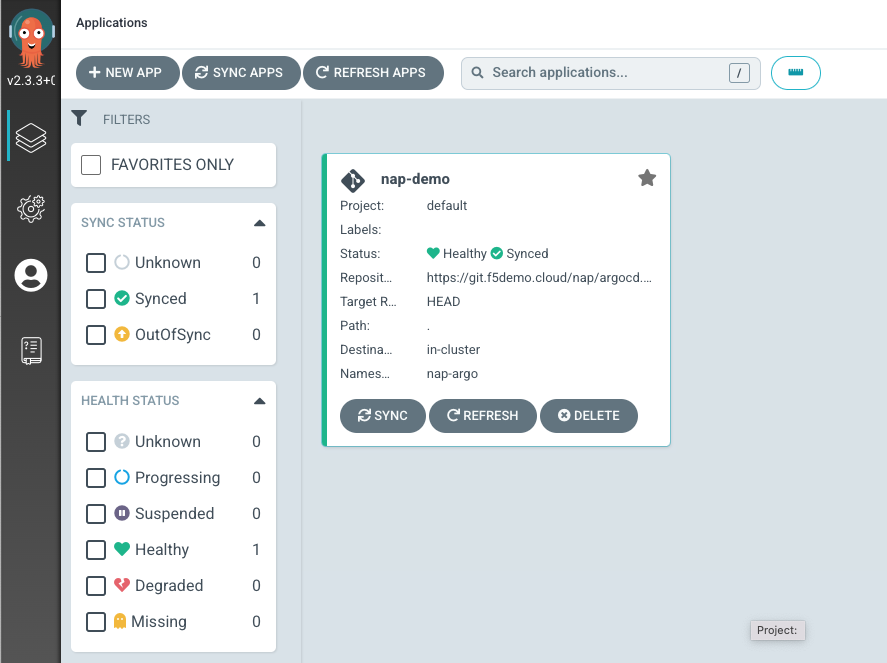 Applications
v2.3.3+0
NEW APP
SYNC APPS
REFRESH APPS
Search applications...
/
FILTERS
FAVORITES ONLY
SYNC STATUS
Unknown 0
Synced 1
OutOfSync 0
HEALTH STATUS
Unknown 0
Progressing 0
Suspended 0
Healthy 1
Degraded 0
Missing 0
nap-demo
Project: default
Labels:
Status: Healthy Synced
Reposit... https://git.f5demo.cloud/nap/argocd....
Target R... HEAD
Path: .
Destina... in-cluster
Names... nap-argo
SYNC
REFRESH
DELETE
Project: